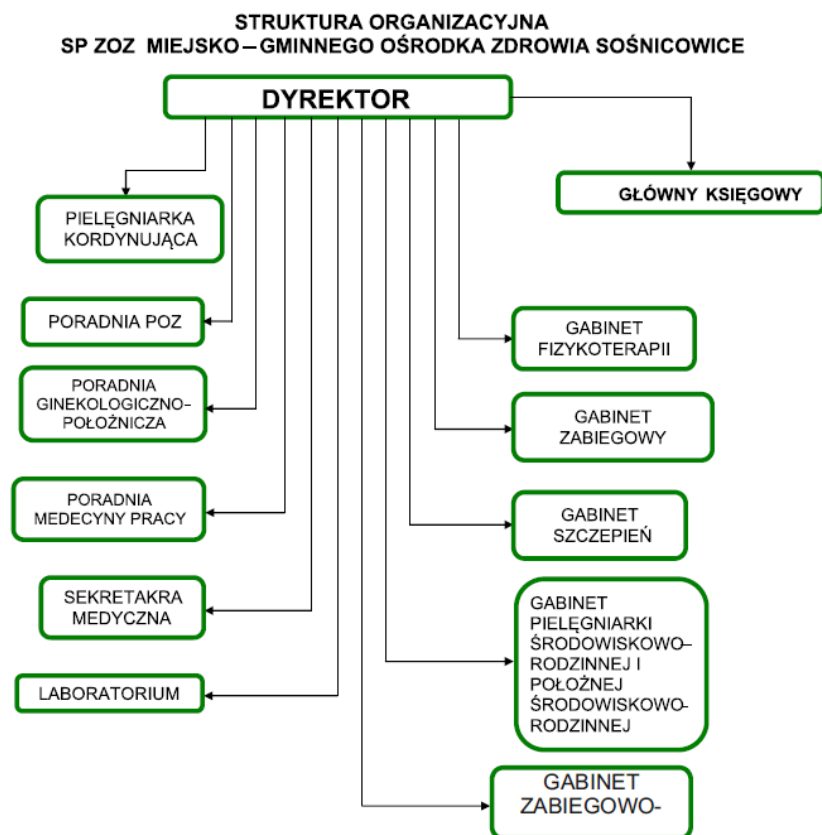 STRUKTURA ORGANIZACYJNA
SP ZOZ MIEJSKO – GMINNEGO OŚRODKA ZDROWIA SOŚNICOWICE
DYREKTOR
GŁÓWNY KSIĘGOWY
PIELĘGNIARKA
KORDYNUJĄCA
PORADNIA POZ
PORADNIA
GINEKOLOGICZNO–
POŁOŻNICZA
PORADNIA
MEDECYNY PRACY
SEKRETAKRA
MEDYCZNA
LABORATORIUM
GABINET
FIZYKOTERAPII
GABINET
ZABIEGOWY
GABINET
SZCZEPIEŃ
GABINET
PIELĘGNIARKI
ŚRODOWISKOWO–
RODZINNEJ I
POŁOŻNEJ
ŚRODOWISKOWO-
RODZINNEJ
GABINET
ZABIEGOWO-